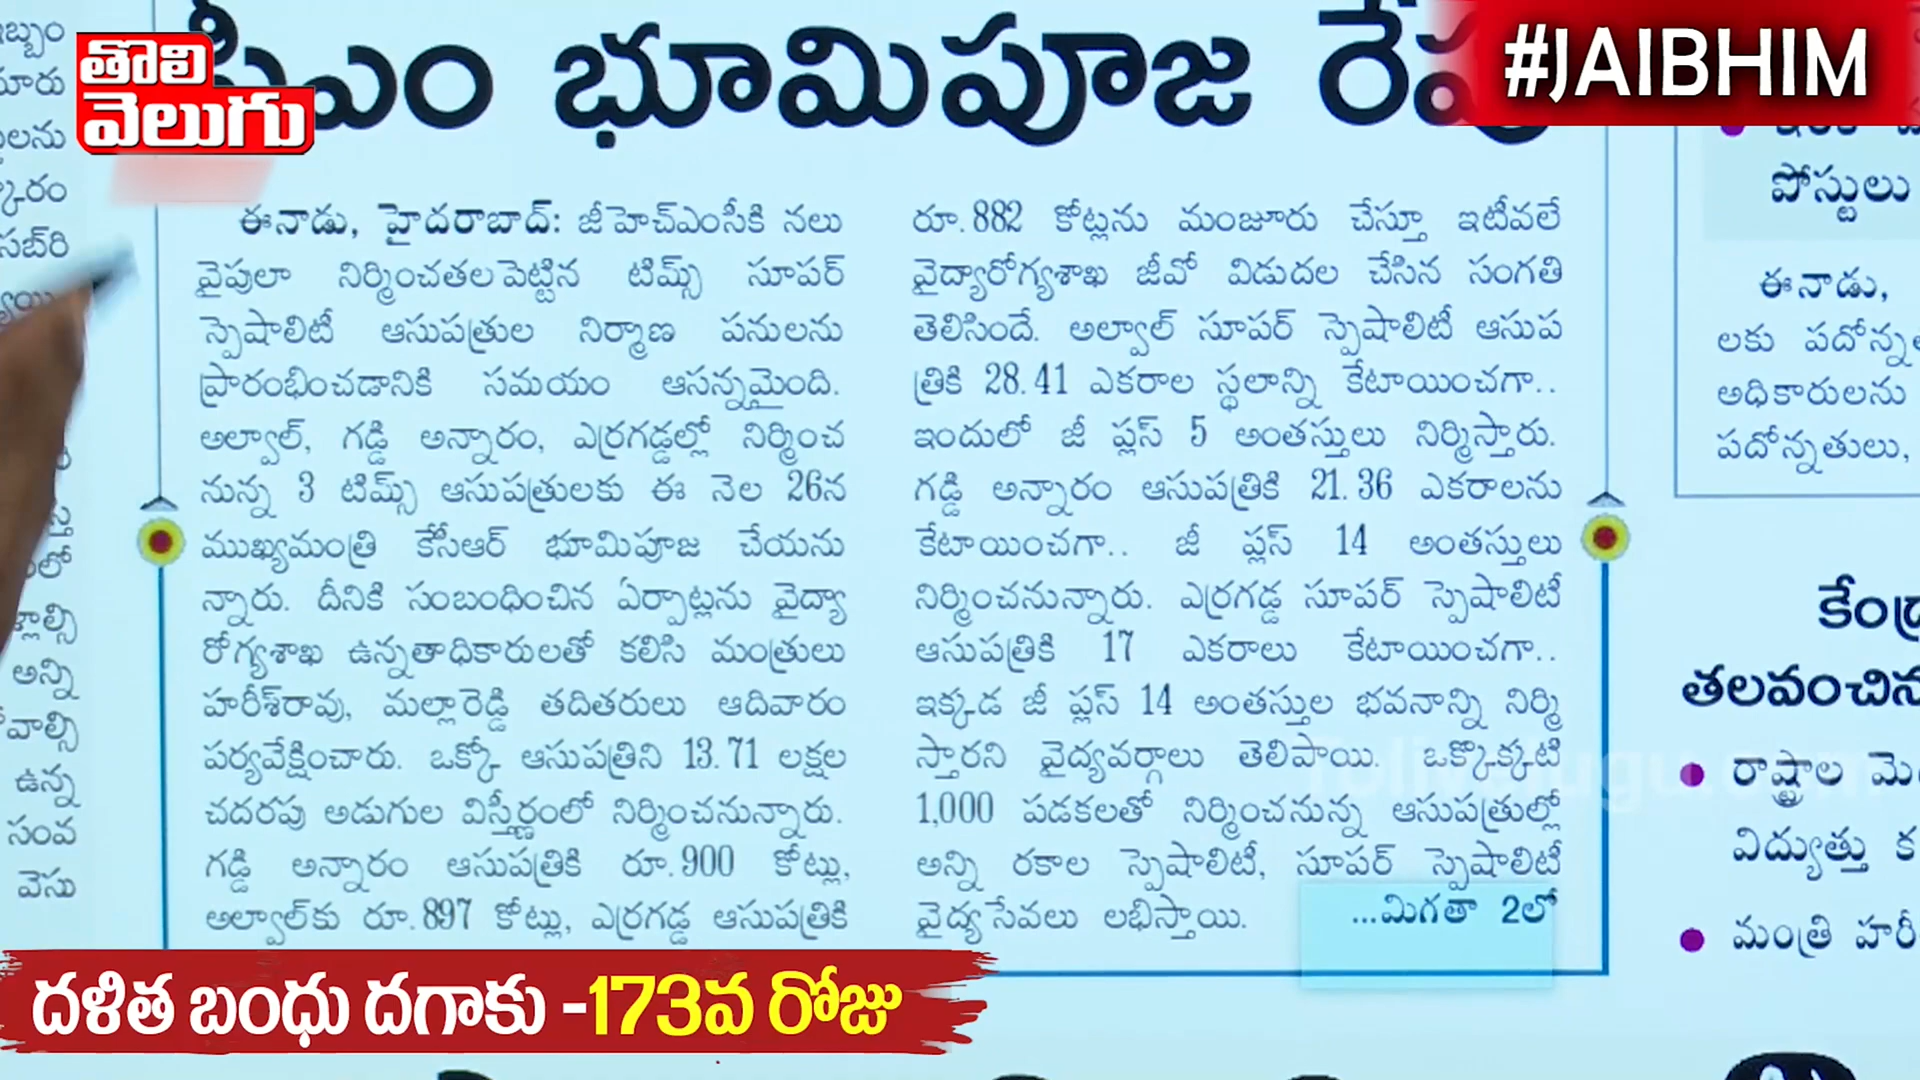 తొలి
వెలుగు
#JAIBHIM
సీఎం భూమిపూజ
ఈనాడు, హైదరాబాద్: జీహెచ్ఎంసీకి నలు
వైపులా నిర్మించతలపెట్టిన టిమ్స్ సూపర్
స్పెషాలిటీ ఆసుపత్రుల నిర్మాణ పనులను
ప్రారంభించడానికి సమయం ఆసన్నమైంది.
అల్వాల్, గడ్డి అన్నారం, ఎర్రగడ్డల్లో నిర్మించ
నున్న 3 టిమ్స్ ఆసుపత్రులకు ఈ నెల 26న
ముఖ్యమంత్రి కేసీఆర్ భూమిపూజ చేయను
న్నారు. దీనికి సంబంధించిన ఏర్పాట్లను వైద్యా
రోగ్యశాఖ ఉన్నతాధికారులతో కలిసి మంత్రులు
హరీశ్‌రావు, మల్లారెడ్డి తదితరులు ఆదివారం
పర్యవేక్షించారు. ఒక్కో ఆసుపత్రిని 13.71 లక్షల
చదరపు అడుగుల విస్తీర్ణంలో నిర్మించనున్నారు.
గడ్డి అన్నారం ఆసుపత్రికి రూ.900 కోట్లు,
అల్వాల్‌కు రూ.897 కోట్లు, ఎర్రగడ్డ ఆసుపత్రికి
రూ.882 కోట్లను మంజూరు చేస్తూ ఇటీవలే
వైద్యారోగ్యశాఖ జీవో విడుదల చేసిన సంగతి
తెలిసిందే. అల్వాల్ సూపర్ స్పెషాలిటీ ఆసుప
త్రికి 28.41 ఎకరాల స్థలాన్ని కేటాయించగా..
ఇందులో జీ ప్లస్ 5 అంతస్తులు నిర్మిస్తారు.
గడ్డి అన్నారం ఆసుపత్రికి 21.36 ఎకరాలను
కేటాయించగా.. జీ ప్లస్ 14 అంతస్తులు
నిర్మించనున్నారు. ఎర్రగడ్డ సూపర్ స్పెషాలిటీ
ఆసుపత్రికి 17 ఎకరాలు కేటాయించగా..
ఇక్కడ జీ ప్లస్ 14 అంతస్తుల భవనాన్ని నిర్మి
స్తారని వైద్యవర్గాలు తెలిపాయి. ఒక్కొక్కటి
1,000 పడకలతో నిర్మించనున్న ఆసుపత్రుల్లో
అన్ని రకాల స్పెషాలిటీ, సూపర్ స్పెషాలిటీ
వైద్యసేవలు లభిస్తాయి.
...మిగతా 2లో
పోస్టులు
ఈనాడు,
లకు
అధికారులను
పదోన్నతులు,
రాష్ట్రాల
విద్యుత్తు
మంత్రి
అన్ని
ఉన్న
సంవ
వెసు
Tolivelugu.com
దళిత బంధు దగాకు -173వ రోజు